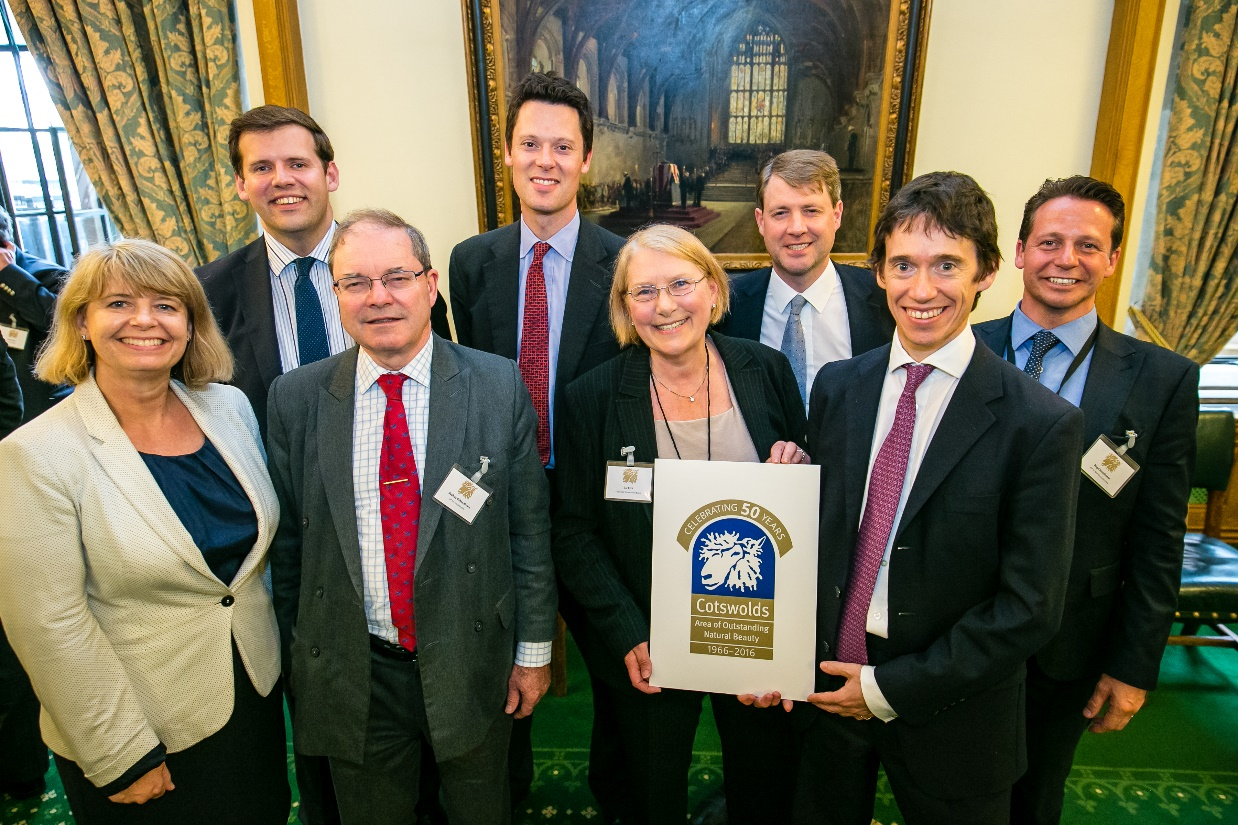 CELEBRATING 50 YEARS
Cotswolds
Area of Outstanding
Natural Beauty
1966–2016